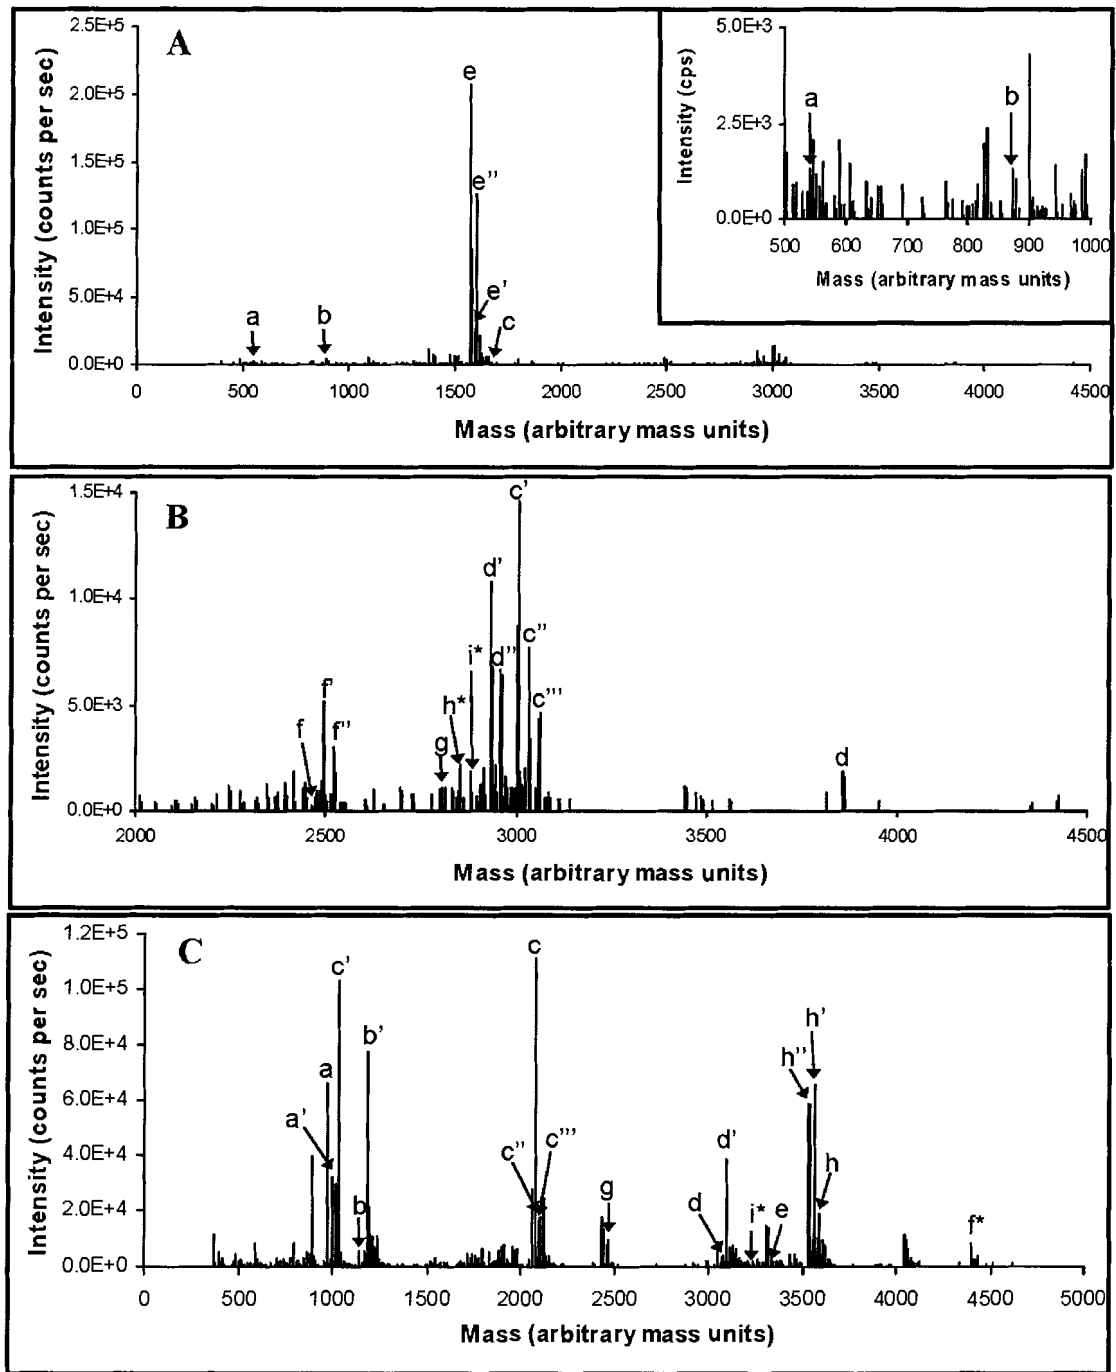 A
Intensity (counts per sec)
2.5E+5
2.0E+5
1.5E+5
1.0E+5
5.0E+4
0.0E+0
a
b
e
e''
e'
c
0 500 1000 1500 2000 2500 3000 3500 4000 4500
Mass (arbitrary mass units)
Intensity (cps)
5.0E+3
2.5E+3
0.0E+0
a
b
500 600 700 800 900 1000
Mass (arbitrary mass units)
B
Intensity (counts per sec)
1.5E+4
1.0E+4
5.0E+3
0.0E+0
f
f'
f''
g
h*
i*
d'
d''
c'
c''
c'''
d
2000 2500 3000 3500 4000 4500
Mass (arbitrary mass units)
C
Intensity (counts per sec)
1.2E+5
1.0E+5
8.0E+4
6.0E+4
4.0E+4
2.0E+4
0.0E+0
a'
a
c'
b
b'
c''
c
c'''
g
d
d'
i*
e
h''
h'
h
f*
0 500 1000 1500 2000 2500 3000 3500 4000 4500 5000
Mass (arbitrary mass units)